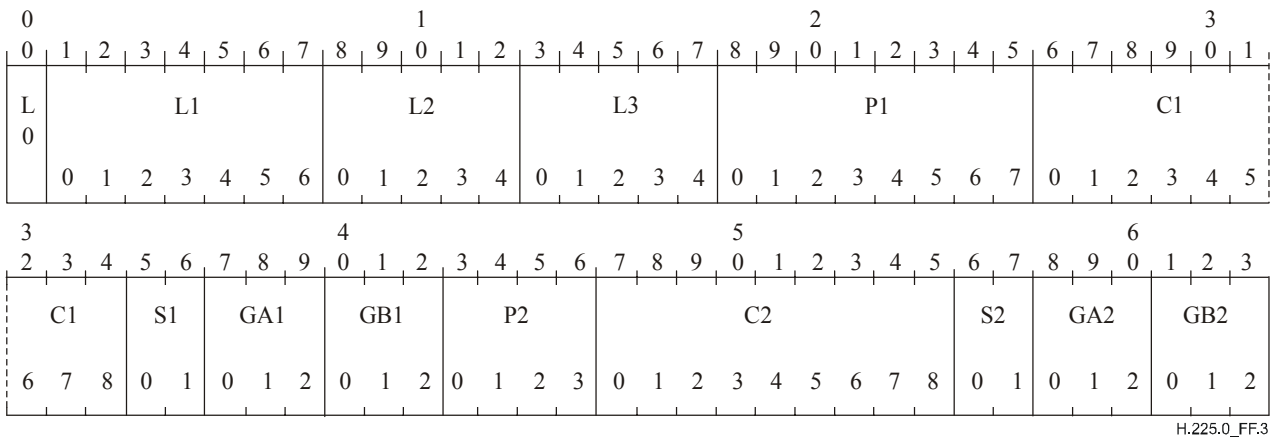 0 1 2 3
0 1 2 3 4 5 6 7 8 9 0 1 2 3 4 5 6 7 8 9 0 1 2 3 4 5 6 7 8 9 0 1
L L1 L2 L3 P1 C1
0
0 1 2 3 4 5 6 0 1 2 3 4 0 1 2 3 4 0 1 2 3 4 5 6 7 0 1 2 3 4 5
3 4 5 6
2 3 4 5 6 7 8 9 0 1 2 3 4 5 6 7 8 9 0 1 2 3 4 5 6 7 8 9 0 1 2 3
C1 S1 GA1 GB1 P2 C2 S2 GA2 GB2
6 7 8 0 1 0 1 2 0 1 2 0 1 2 3 0 1 2 3 4 5 6 7 8 0 1 0 1 2 0 1 2
H.225.0_FF.3